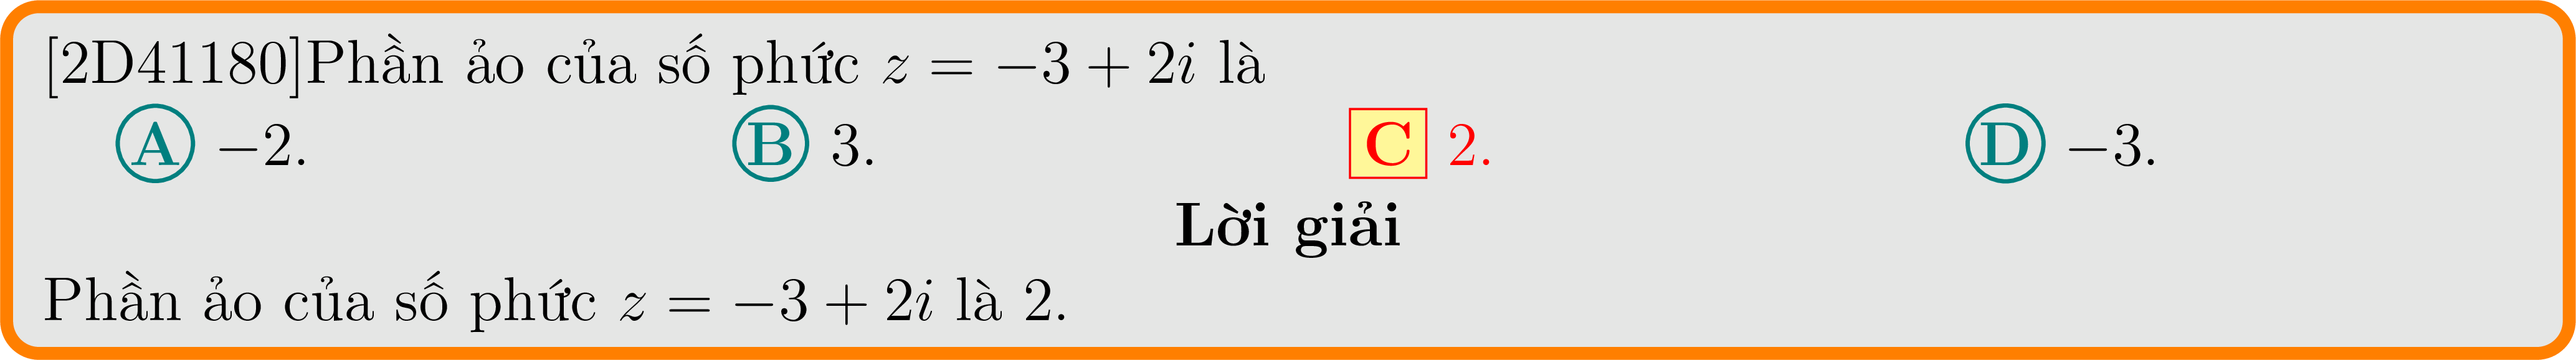 [2D41180]Phần ảo của số phức z = −3 + 2i là
A −2. B 3. C 2. D −3.
Lời giải
Phần ảo của số phức z = −3 + 2i là 2.